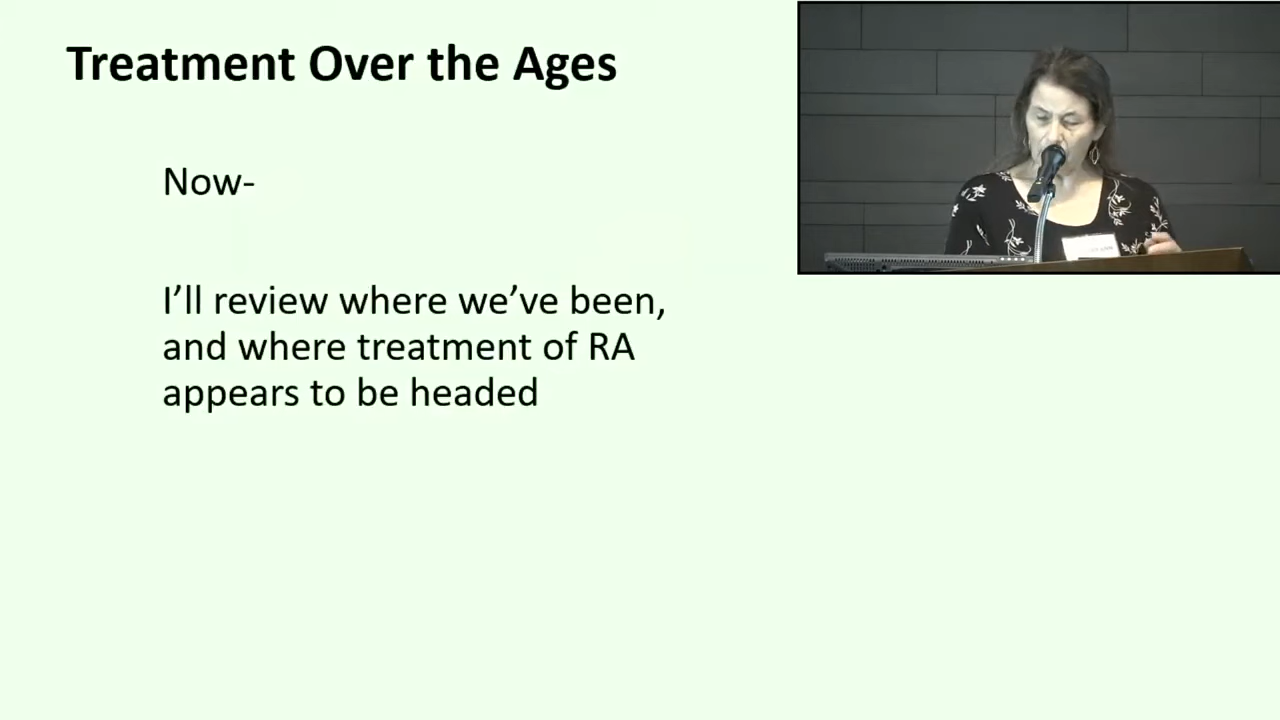 Treatment Over the Ages
Now-
I’ll review where we’ve been,
and where treatment of RA
appears to be headed